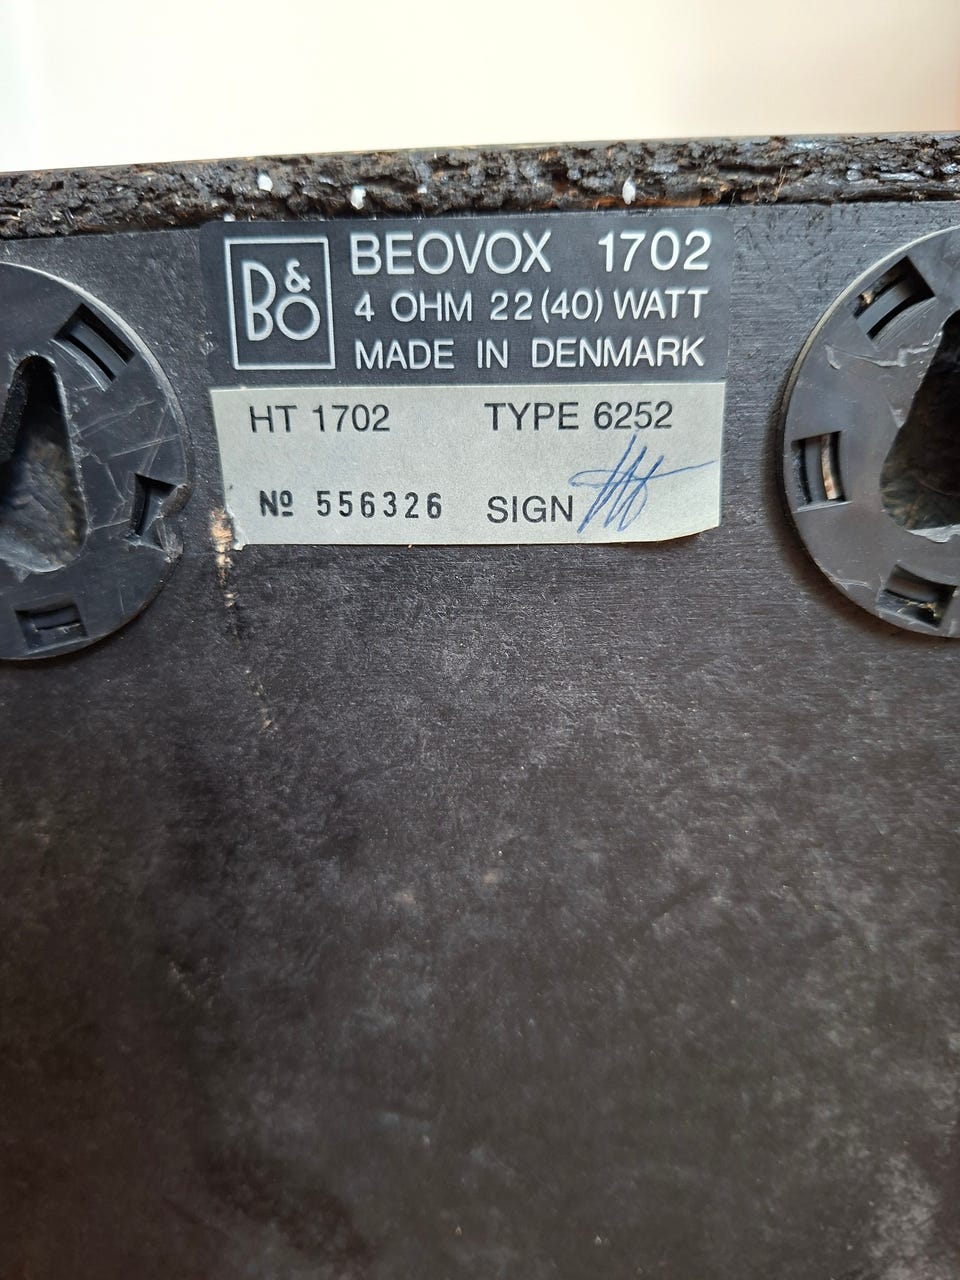 B&O
BEOVOX 1702
4 OHM 22(40) WATT
MADE IN DENMARK
HT 1702 TYPE 6252
Nº 556326 SIGN